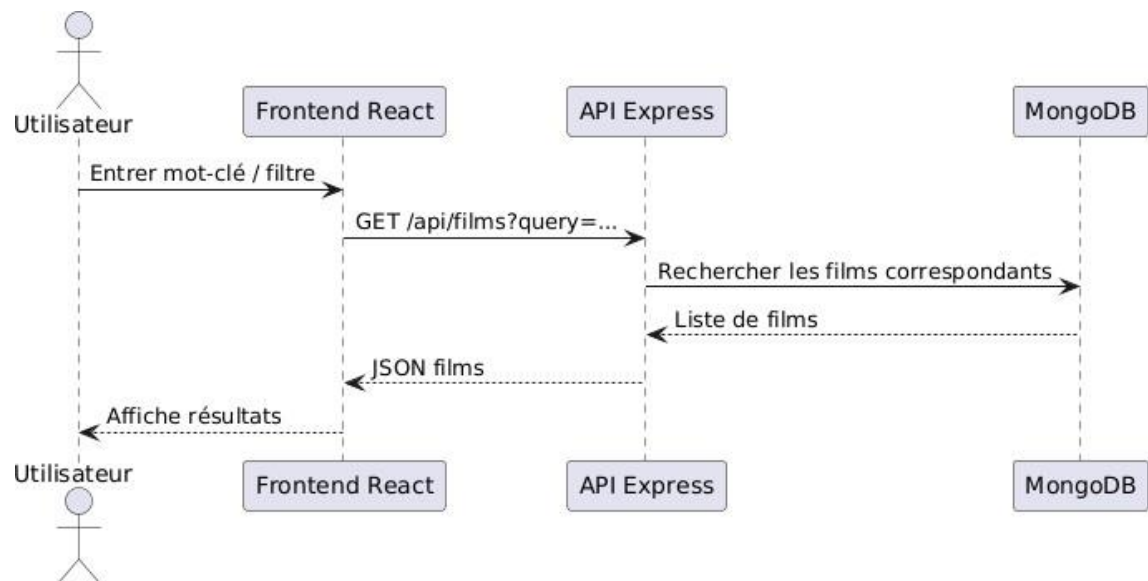 Utilisateur
Frontend React
API Express
MongoDB
Entrer mot-clé / filtre
GET /api/films?query=...
Rechercher les films correspondants
Liste de films
JSON films
Affiche résultats
Utilisateur
Frontend React
API Express
MongoDB